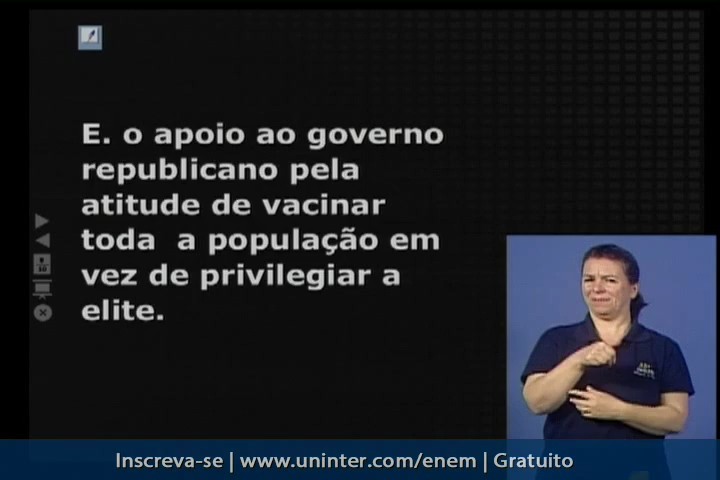 E. o apoio ao governo
republicano pela
atitude de vacinar
toda a população em
vez de privilegiar a
elite.
Inscreva-se | www.uninter.com/enem | Gratuito